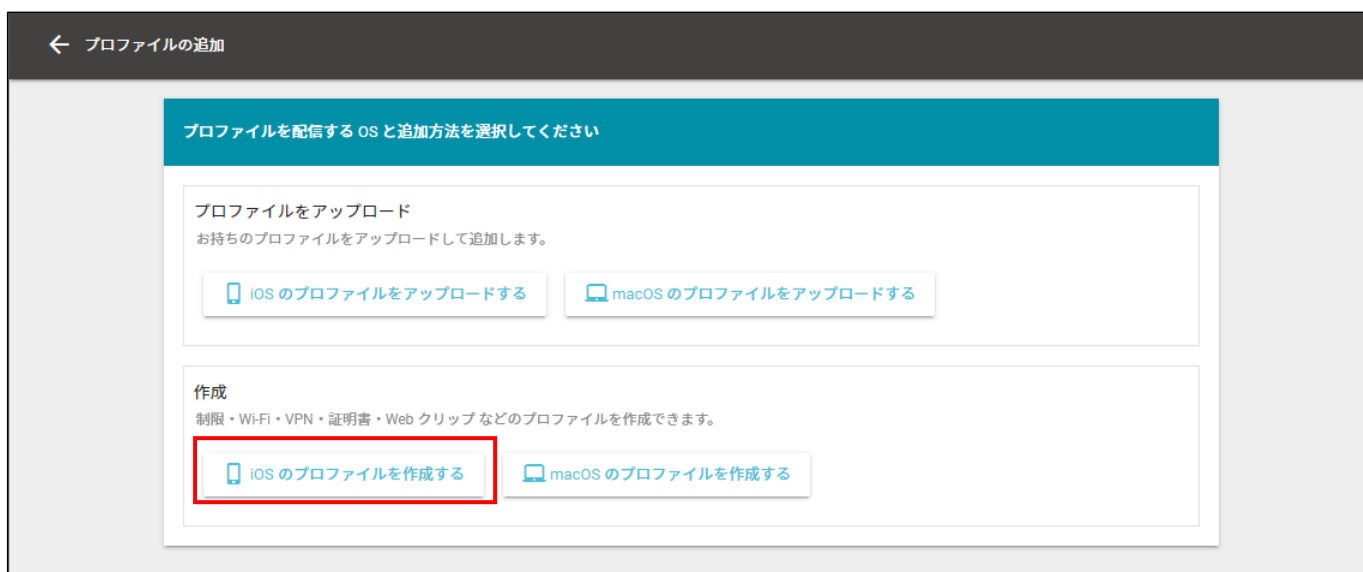 プロファイルの追加
プロファイルを配信する OS と追加方法を選択してください
プロファイルをアップロード
お持ちのプロファイルをアップロードして追加します。
iOS のプロファイルをアップロードする
macOS のプロファイルをアップロードする
作成
制限・Wi-Fi・VPN・証明書・Web クリップ などのプロファイルを作成できます。
iOS のプロファイルを作成する
macOS のプロファイルを作成する